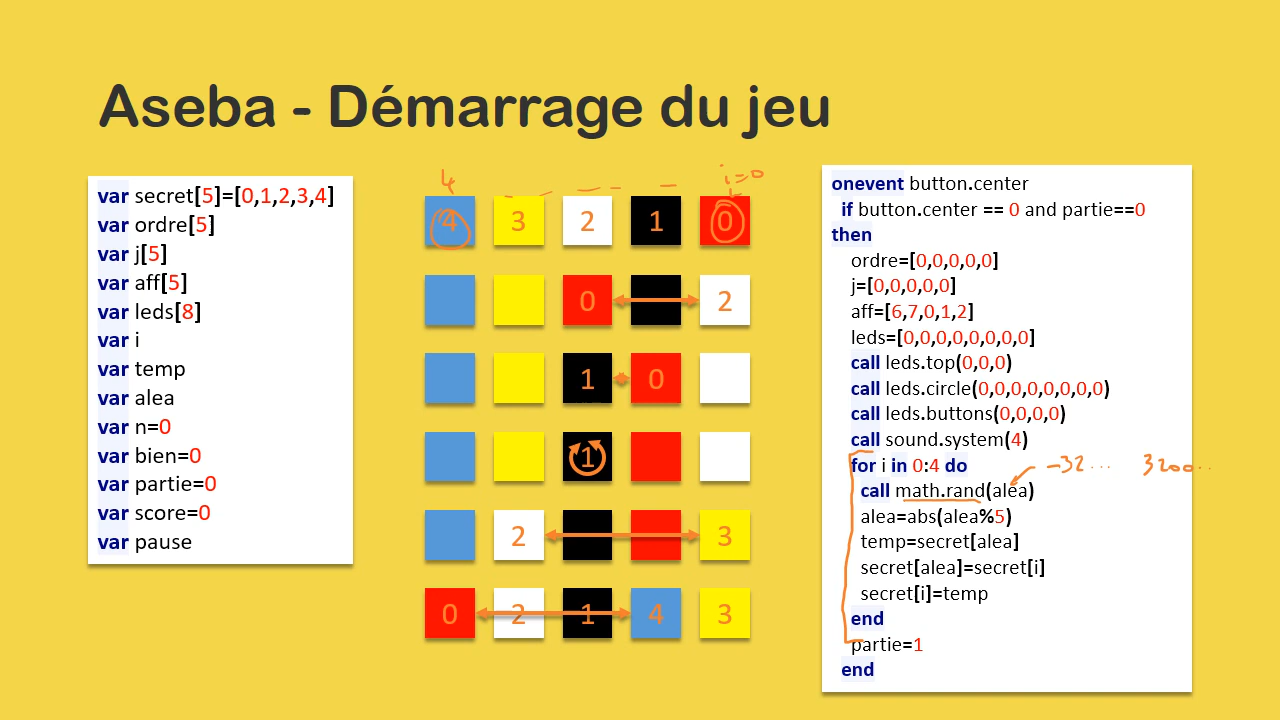 Aseba - Démarrage du jeu
var secret[5]=[0,1,2,3,4]
var ordre[5]
var j[5]
var aff[5]
var leds[8]
var i
var temp
var alea
var n=0
var bien=0
var partie=0
var score=0
var pause
4 i=0
4 3 2 1 0
0 2
1 0
1
2 3
0 2 1 4 3
onevent button.center
if button.center == 0 and partie==0
then
ordre=[0,0,0,0,0]
j=[0,0,0,0,0]
aff=[6,7,0,1,2]
leds=[0,0,0,0,0,0,0,0]
call leds.top(0,0,0)
call leds.circle(0,0,0,0,0,0,0,0)
call leds.buttons(0,0,0,0)
call sound.system(4)
for i in 0:4 do -32... 3200...
call math.rand(alea)
alea=abs(alea%5)
temp=secret[alea]
secret[alea]=secret[i]
secret[i]=temp
end
partie=1
end